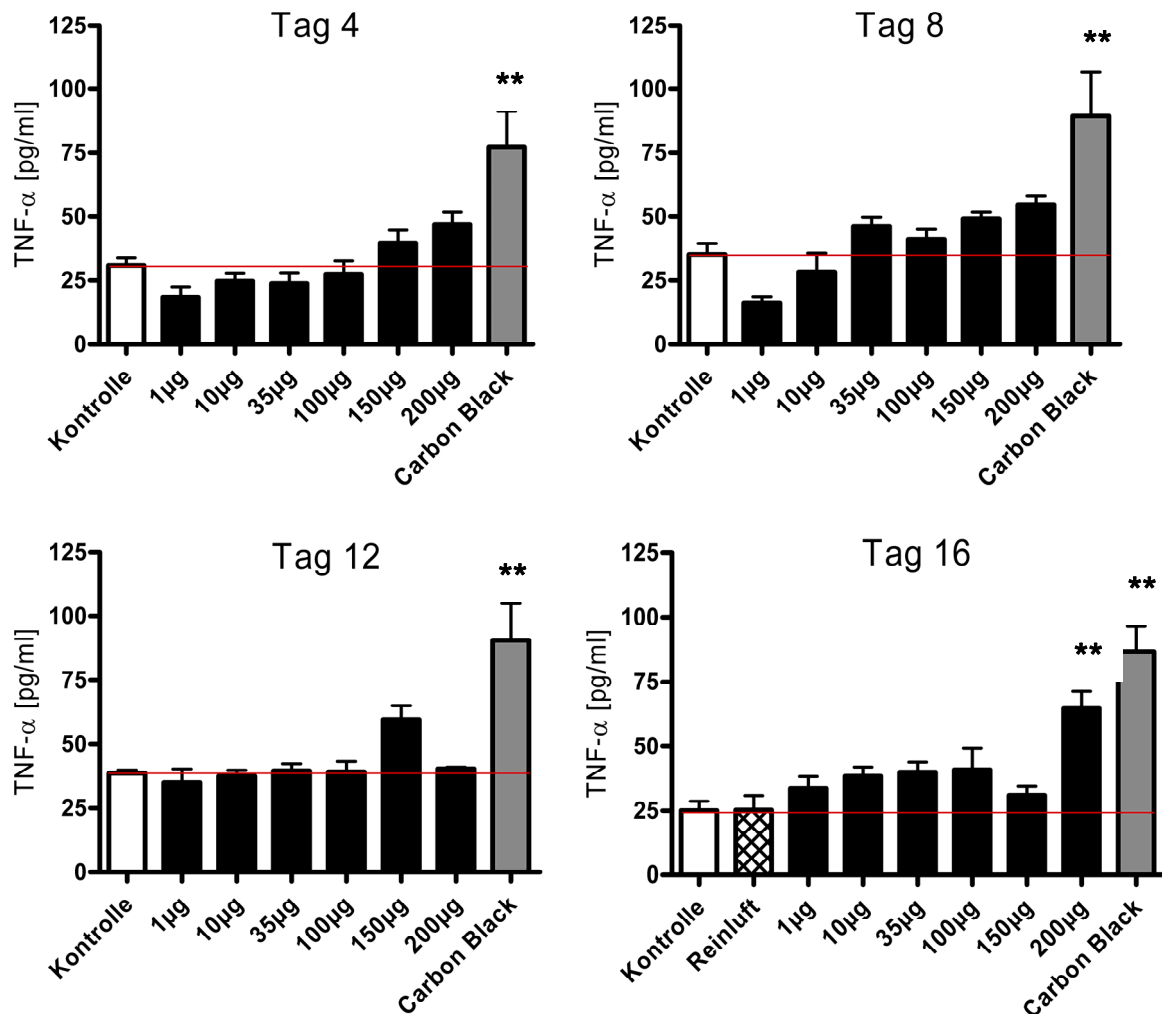 Tag 4
**
TNF-α [pg/ml]
125
100
75
50
25
0
Kontrolle
1µg
10µg
35µg
100µg
150µg
200µg
Carbon Black
Tag 8
**
TNF-α [pg/ml]
125
100
75
50
25
0
Kontrolle
1µg
10µg
35µg
100µg
150µg
200µg
Carbon Black
Tag 12
**
TNF-α [pg/ml]
125
100
75
50
25
0
Kontrolle
1µg
10µg
35µg
100µg
150µg
200µg
Carbon Black
Tag 16
**
**
TNF-α [pg/ml]
125
100
75
50
25
0
Kontrolle
Reinluft
1µg
10µg
35µg
100µg
150µg
200µg
Carbon Black